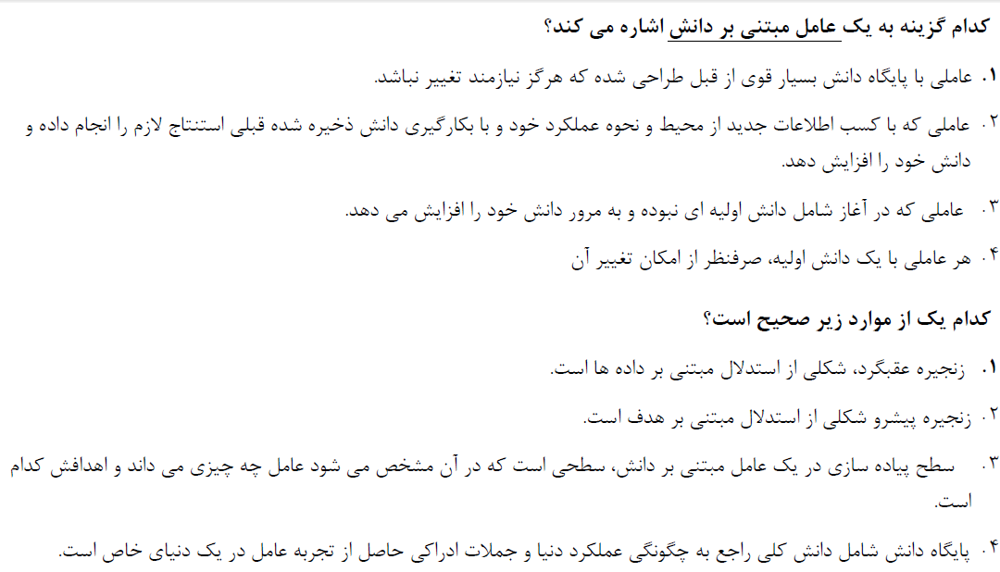 کدام گزینه به یک عامل مبتنی بر دانش اشاره می کند؟
۱. عاملی با پایگاه دانش بسیار قوی از قبل طراحی شده که هرگز نیازمند تغییر نباشد.
۲. عاملی که با کسب اطلاعات جدید از محیط و نحوه عملکرد خود و با بکارگیری دانش ذخیره شده قبلی استنتاج لازم را انجام داده و
دانش خود را افزایش دهد.
۳. عاملی که در آغاز شامل دانش اولیه ای نبوده و به مرور دانش خود را افزایش می دهد.
۴. هر عاملی با یک دانش اولیه، صرفنظر از امکان تغییر آن
کدام یک از موارد زیر صحیح است؟
۱. زنجیره عقبگرد، شکلی از استدلال مبتنی بر داده ها است.
۲. زنجیره پیشرو شکلی از استدلال مبتنی بر هدف است.
۳. سطح پیاده سازی در یک عامل مبتنی بر دانش، سطحی است که در آن مشخص می شود عامل چه چیزی می داند و اهدافش کدام
است.
۴. پایگاه دانش شامل دانش کلی راجع به چگونگی عملکرد دنیا و جملات ادراکی حاصل از تجربه عامل در یک دنیای خاص است.